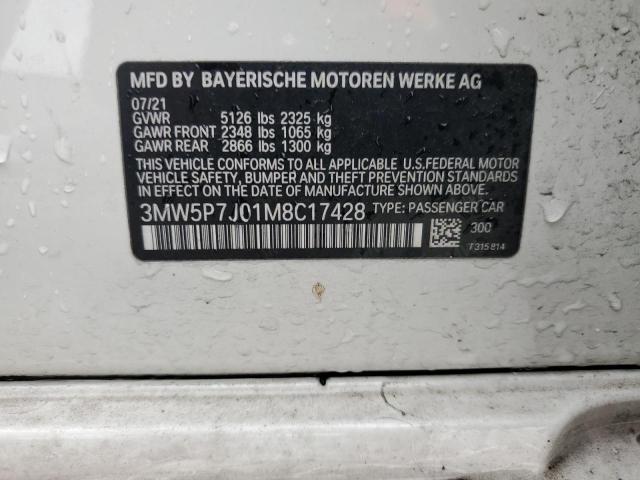 MFD BY BAYERISCHE MOTOREN WERKE AG
07/21
GVWR 5126 lbs 2325 kg
GAWR FRONT 2348 lbs 1065 kg
GAWR REAR 2866 lbs 1300 kg
THIS VEHICLE CONFORMS TO ALL APPLICABLE U.S.FEDERAL MOTOR
VEHICLE SAFETY, BUMPER AND THEFT PREVENTION STANDARDS
IN EFFECT ON THE DATE OF MANUFACTURE SHOWN ABOVE.
3MW5P7J01M8C17428 TYPE: PASSENGER CAR
300
7315814